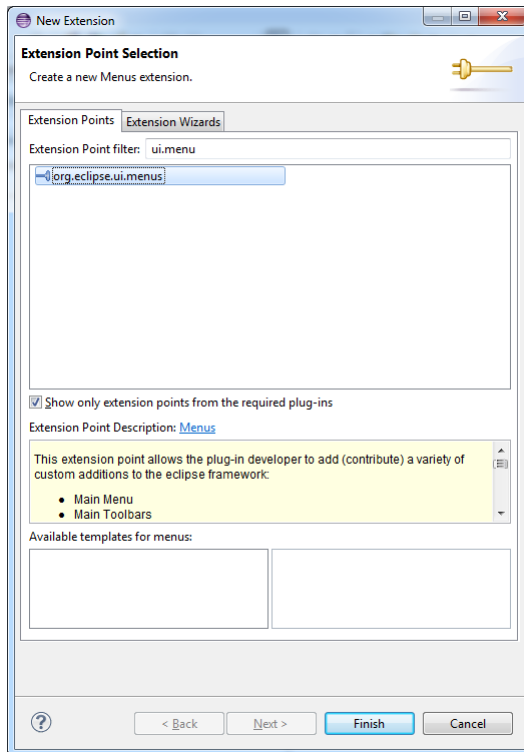 New Extension
Extension Point Selection
Create a new Menus extension.
Extension Points Extension Wizards
Extension Point filter: ui.menu
org.eclipse.ui.menus
Show only extension points from the required plug-ins
Extension Point Description: Menus
This extension point allows the plug-in developer to add (contribute) a variety of
custom additions to the eclipse framework:
• Main Menu
• Main Toolbars
Available templates for menus:
? < Back Next > Finish Cancel